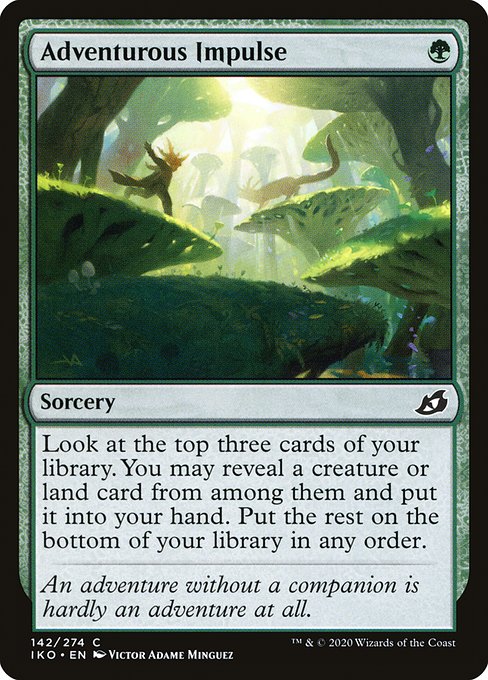 Adventurous Impulse
Sorcery
Look at the top three cards of your
library. You may reveal a creature or
land card from among them and put
it into your hand. Put the rest on the
bottom of your library in any order.
An adventure without a companion is
hardly an adventure at all.
142/274 C
™ & © 2020 Wizards of the Coast
IKO • EN Victor Adame Minguez